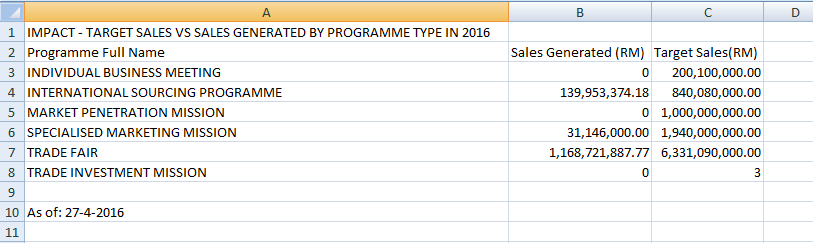 A B C D
1 IMPACT - TARGET SALES VS SALES GENERATED BY PROGRAMME TYPE IN 2016
2 Programme Full Name Sales Generated (RM) Target Sales(RM)
3 INDIVIDUAL BUSINESS MEETING 0 200,100,000.00
4 INTERNATIONAL SOURCING PROGRAMME 139,953,374.18 840,080,000.00
5 MARKET PENETRATION MISSION 0 1,000,000,000.00
6 SPECIALISED MARKETING MISSION 31,146,000.00 1,940,000,000.00
7 TRADE FAIR 1,168,721,887.77 6,331,090,000.00
8 TRADE INVESTMENT MISSION 0 3
9
10 As of: 27-4-2016
11